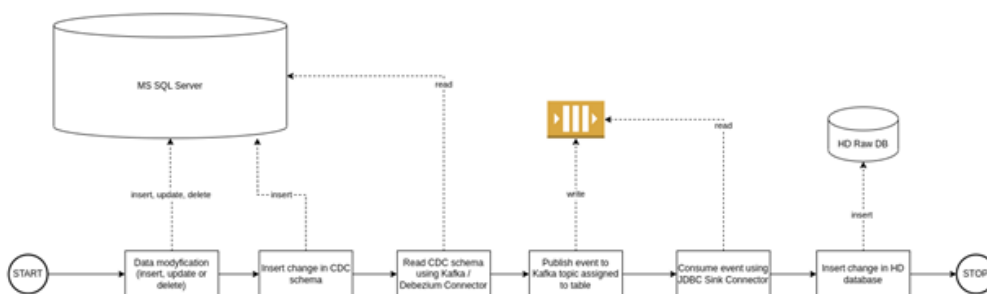 MS SQL Server
read
read
HD Raw DB
insert, update, delete
insert
write
insert
START
Data modyfication
(insert, update or
delete)
Insert change in CDC
schema
Read CDC schema
using Kafka /
Debezium Connector
Publish event to
Kafka topic assigned
to table
Consume event using
JDBC Sink Connector
Insert change in HD
database
STOP